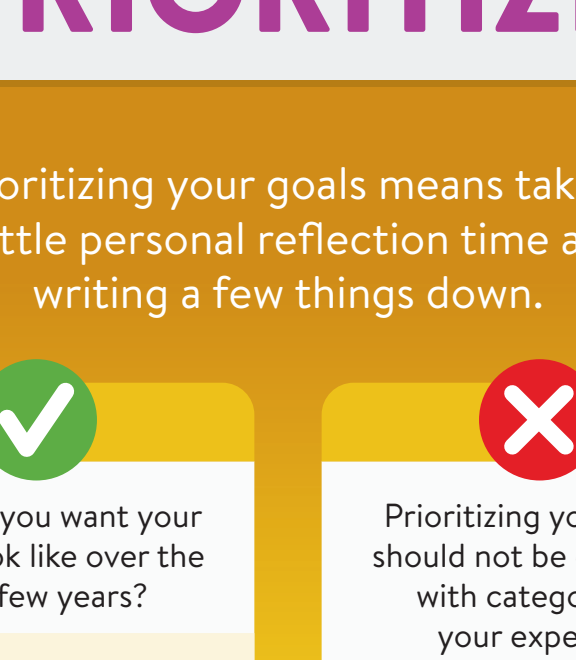 RIORITIZ
oritizing your goals means tak
ttle personal reflection time a
writing a few things down.
you want your
ok like over the
few years?
Prioritizing yo
should not be
with catego
your expe